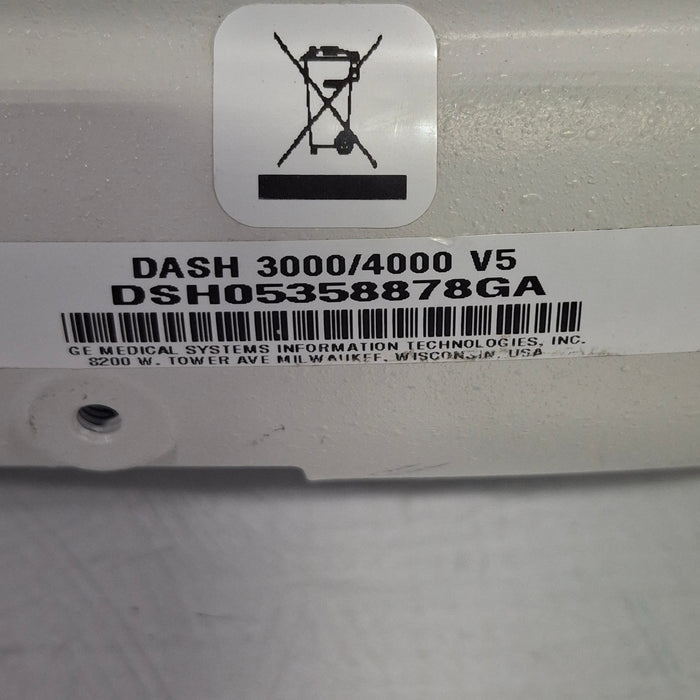 DASH 3000/4000 V5
DSH05358878GA
GE MEDICAL SYSTEMS INFORMATION TECHNOLOGIES, INC.
8200 W. TOWER AVE MILWAUKEE, WISCONSIN, USA